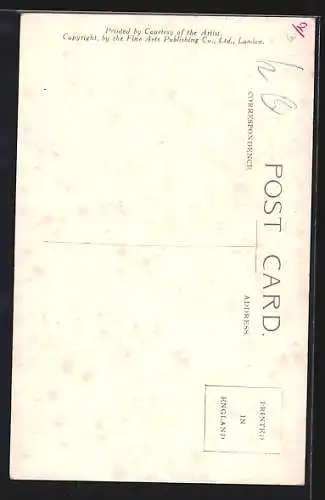 Printed by Courtesy of the Artist.
Copyright, by the Fine Arts Publishing Co., Ltd., London.
POST CARD.
CORRESPONDENCE
ADDRESS.
PRINTED
IN
ENGLAND